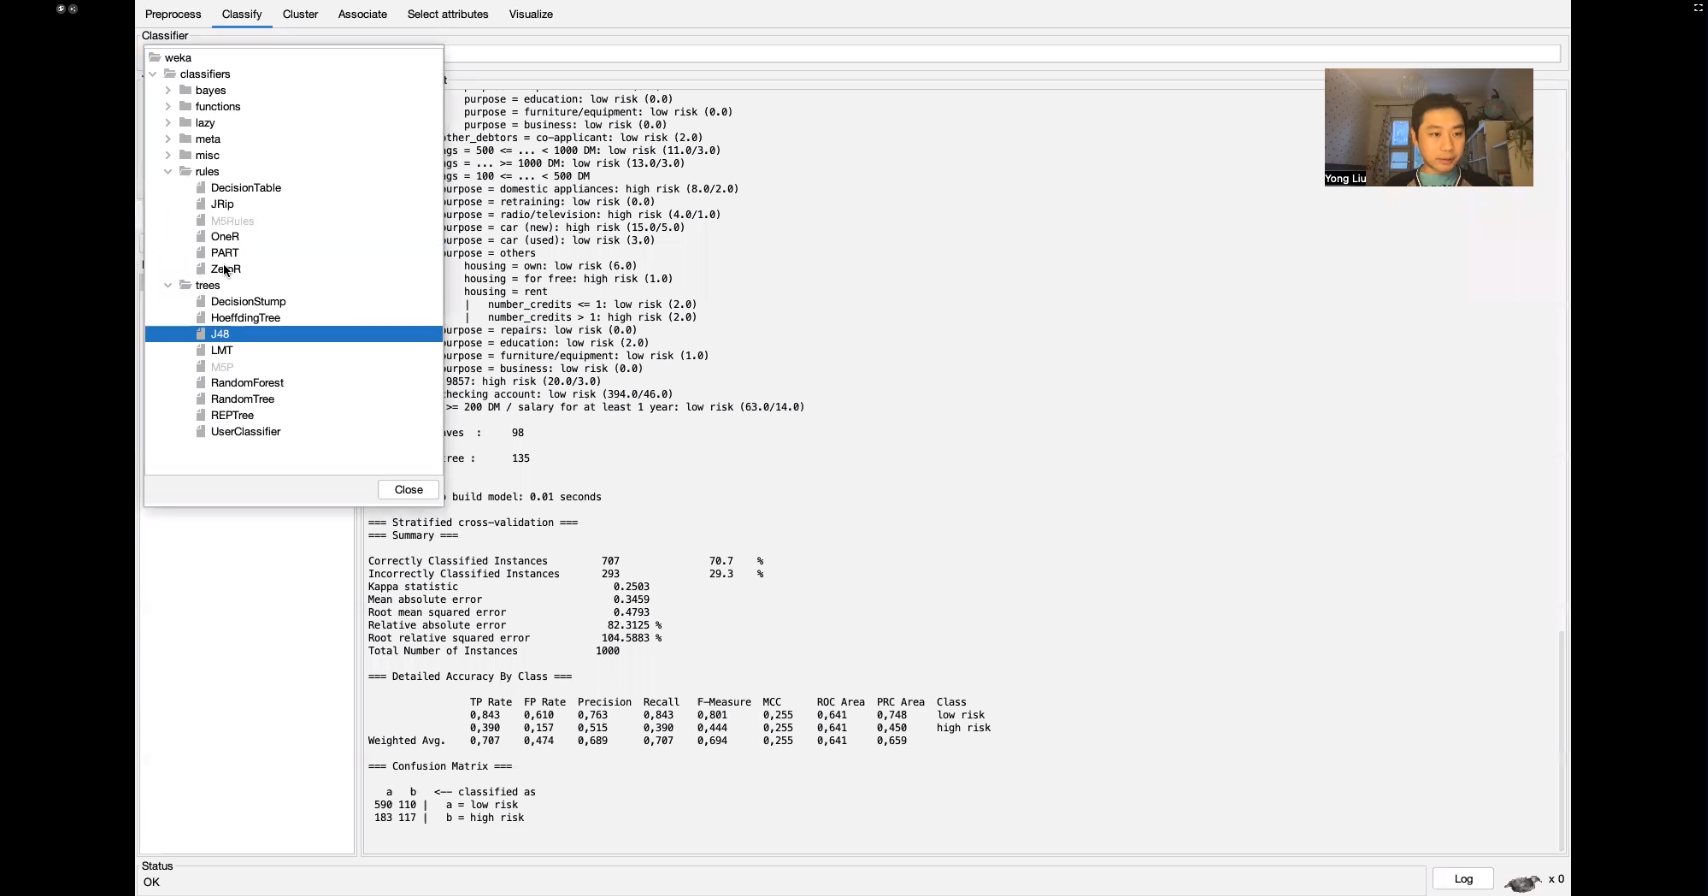 Preprocess Classify Cluster Associate Select attributes Visualize
Classifier
weka
classifiers
bayes
functions
lazy
meta
misc
rules
DecisionTable
JRip
M5Rules
OneR
PART
ZeroR
trees
DecisionStump
HoeffdingTree
J48
LMT
M5P
RandomForest
RandomTree
REPTree
UserClassifier
Close
purpose = education: low risk (0.0)
purpose = furniture/equipment: low risk (0.0)
purpose = business: low risk (0.0)
other_debtors = co-applicant: low risk (2.0)
ngs = 500 <= ... < 1000 DM: low risk (11.0/3.0)
ngs = ... >= 1000 DM: low risk (13.0/3.0)
ngs = 100 <= ... < 500 DM
purpose = domestic appliances: high risk (8.0/2.0)
purpose = retraining: low risk (0.0)
purpose = radio/television: high risk (4.0/1.0)
purpose = car (new): high risk (15.0/5.0)
purpose = car (used): low risk (3.0)
purpose = others
housing = own: low risk (6.0)
housing = for free: high risk (1.0)
housing = rent
| number_credits <= 1: low risk (2.0)
| number_credits > 1: high risk (2.0)
purpose = repairs: low risk (0.0)
purpose = education: low risk (2.0)
purpose = furniture/equipment: low risk (1.0)
purpose = business: low risk (0.0)
9857: high risk (20.0/3.0)
checking account: low risk (394.0/46.0)
>= 200 DM / salary for at least 1 year: low risk (63.0/14.0)
ves : 98
ree : 135
build model: 0.01 seconds
=== Stratified cross-validation ===
=== Summary ===
Correctly Classified Instances 707 70.7 %
Incorrectly Classified Instances 293 29.3 %
Kappa statistic 0.2503
Mean absolute error 0.3459
Root mean squared error 0.4793
Relative absolute error 82.3125 %
Root relative squared error 104.5883 %
Total Number of Instances 1000
=== Detailed Accuracy By Class ===
TP Rate FP Rate Precision Recall F-Measure MCC ROC Area PRC Area Class
0,843 0,610 0,763 0,843 0,801 0,255 0,641 0,748 low risk
0,390 0,157 0,515 0,390 0,444 0,255 0,641 0,450 high risk
Weighted Avg. 0,707 0,474 0,689 0,707 0,694 0,255 0,641 0,659
=== Confusion Matrix ===
a b <-- classified as
590 110 | a = low risk
183 117 | b = high risk
Yong Liu
Status
OK
Log
x 0